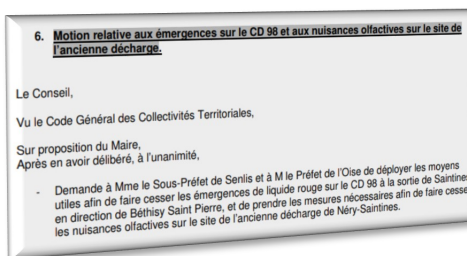 6. Motion relative aux émergences sur le CD 98 et aux nuisances olfactives sur le site de
l'ancienne décharge.
Le Conseil,
Vu le Code Général des Collectivités Territoriales,
Sur proposition du Maire,
Après en avoir délibéré, à l'unanimité,
- Demande à Mme le Sous-Préfet de Senlis et à M le Préfet de l'Oise de déployer les moyens
utiles afin de faire cesser les émergences de liquide rouge sur le CD 98 à la sortie de Saintines
en direction de Béthisy Saint Pierre, et de prendre les mesures nécessaires afin de faire cesse
les nuisances olfactives sur le site de l'ancienne décharge de Néry-Saintines.